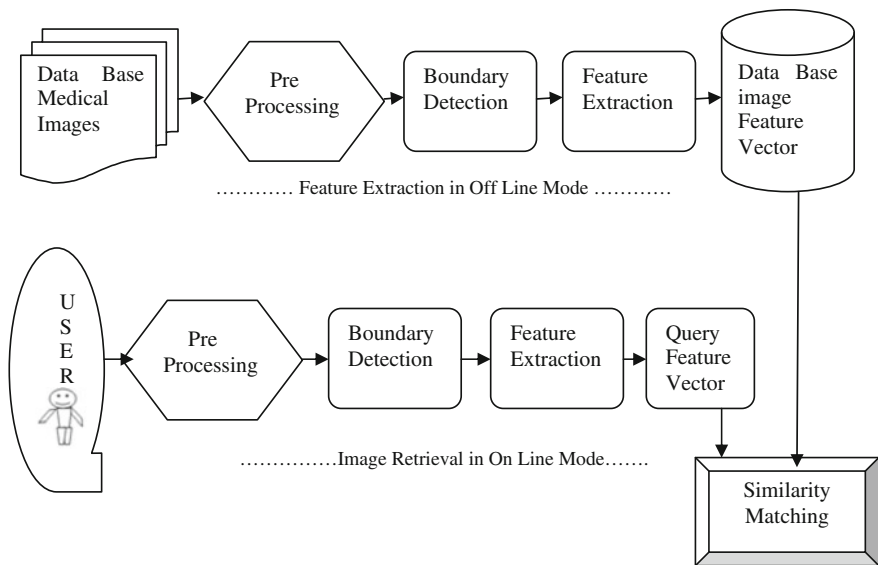 Data Base
Medical
Images
Pre
Processing
Boundary
Detection
Feature
Extraction
Data Base
image
Feature
Vector
………… Feature Extraction in Off Line Mode …………
U
S
E
R
Pre
Processing
Boundary
Detection
Feature
Extraction
Query
Feature
Vector
……………Image Retrieval in On Line Mode…….
Similarity
Matching